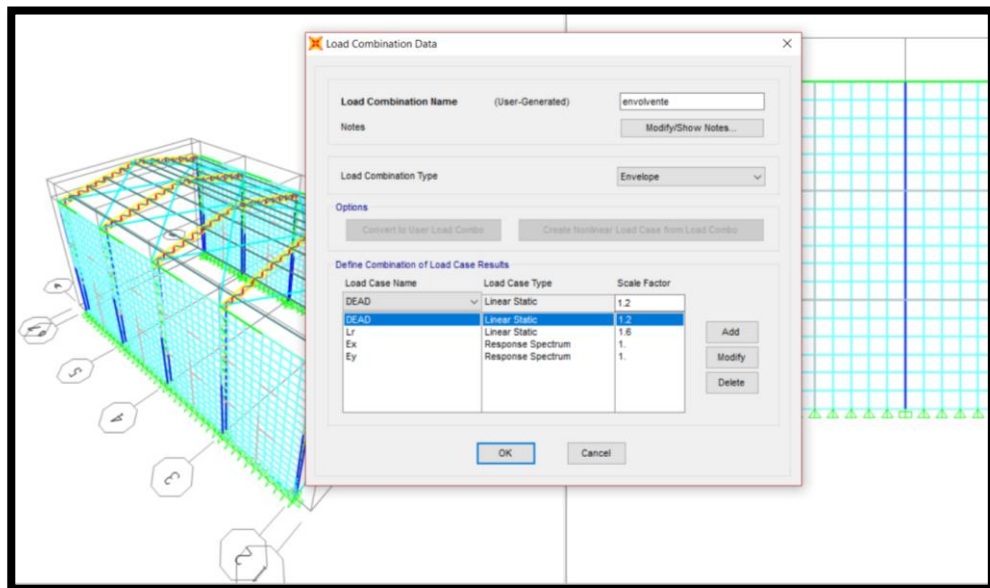 Load Combination Data
Load Combination Name (User-Generated) envolvente
Notes Modify/Show Notes...
Load Combination Type Envelope
Options
Convert to User Load Combo Create Nonlinear Load Case from Load Combo
Define Combination of Load Case Results
Load Case Name Load Case Type Scale Factor
DEAD Linear Static 1.2
DEAD Linear Static 1.2
Lr Linear Static 1.6
Ex Response Spectrum 1.
Ey Response Spectrum 1.
Add
Modify
Delete
OK Cancel